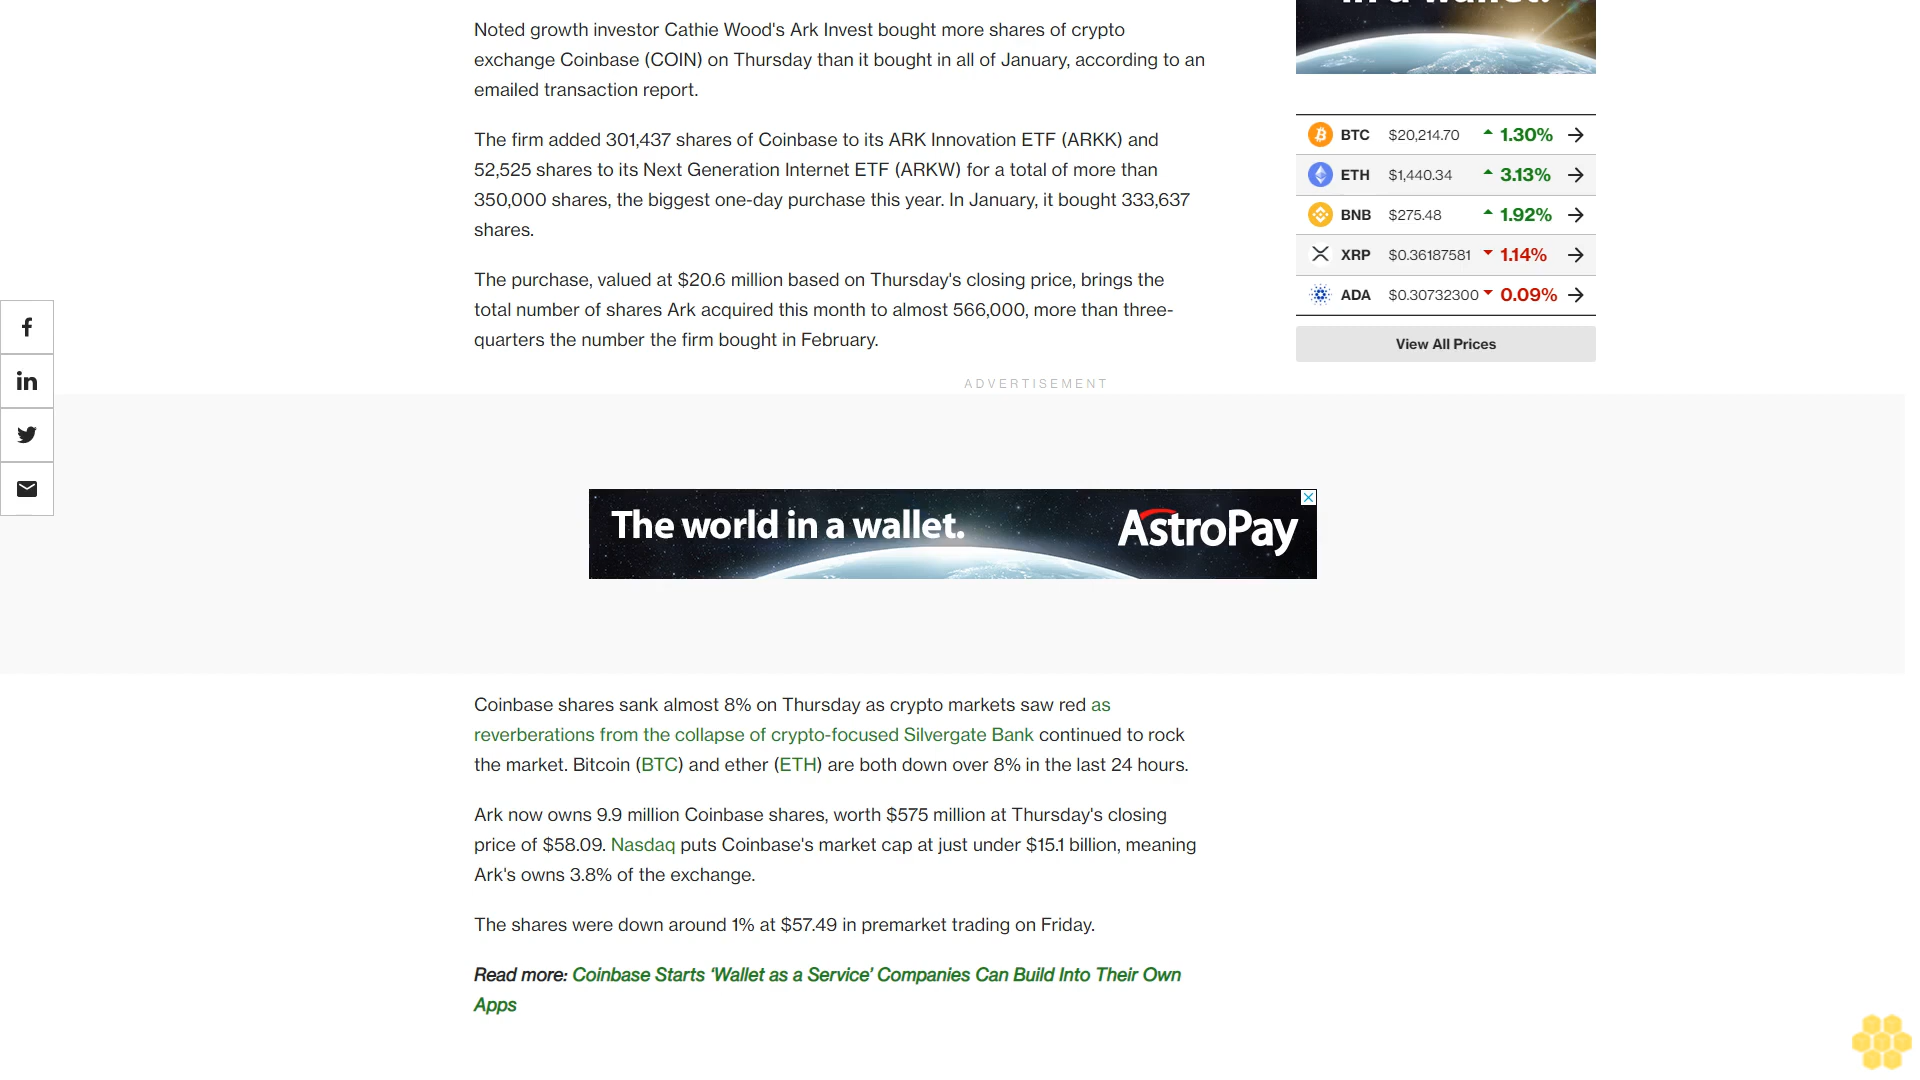 Noted growth investor Cathie Wood's Ark Invest bought more shares of crypto
exchange Coinbase (COIN) on Thursday than it bought in all of January, according to an
emailed transaction report.
The firm added 301,437 shares of Coinbase to its ARK Innovation ETF (ARKK) and
52,525 shares to its Next Generation Internet ETF (ARKW) for a total of more than
350,000 shares, the biggest one-day purchase this year. In January, it bought 333,637
shares.
The purchase, valued at $20.6 million based on Thursday's closing price, brings the
total number of shares Ark acquired this month to almost 566,000, more than three-
quarters the number the firm bought in February.
in a wallet.
BTC $20,214.70 1.30%
ETH $1,440.34 3.13%
BNB $275.48 1.92%
XRP $0.36187581 1.14%
ADA $0.30732300 0.09%
View All Prices
ADVERTISEMENT
The world in a wallet. AstroPay
Coinbase shares sank almost 8% on Thursday as crypto markets saw red as
reverberations from the collapse of crypto-focused Silvergate Bank continued to rock
the market. Bitcoin (BTC) and ether (ETH) are both down over 8% in the last 24 hours.
Ark now owns 9.9 million Coinbase shares, worth $575 million at Thursday's closing
price of $58.09. Nasdaq puts Coinbase's market cap at just under $15.1 billion, meaning
Ark's owns 3.8% of the exchange.
The shares were down around 1% at $57.49 in premarket trading on Friday.
Read more: Coinbase Starts ‘Wallet as a Service’ Companies Can Build Into Their Own
Apps